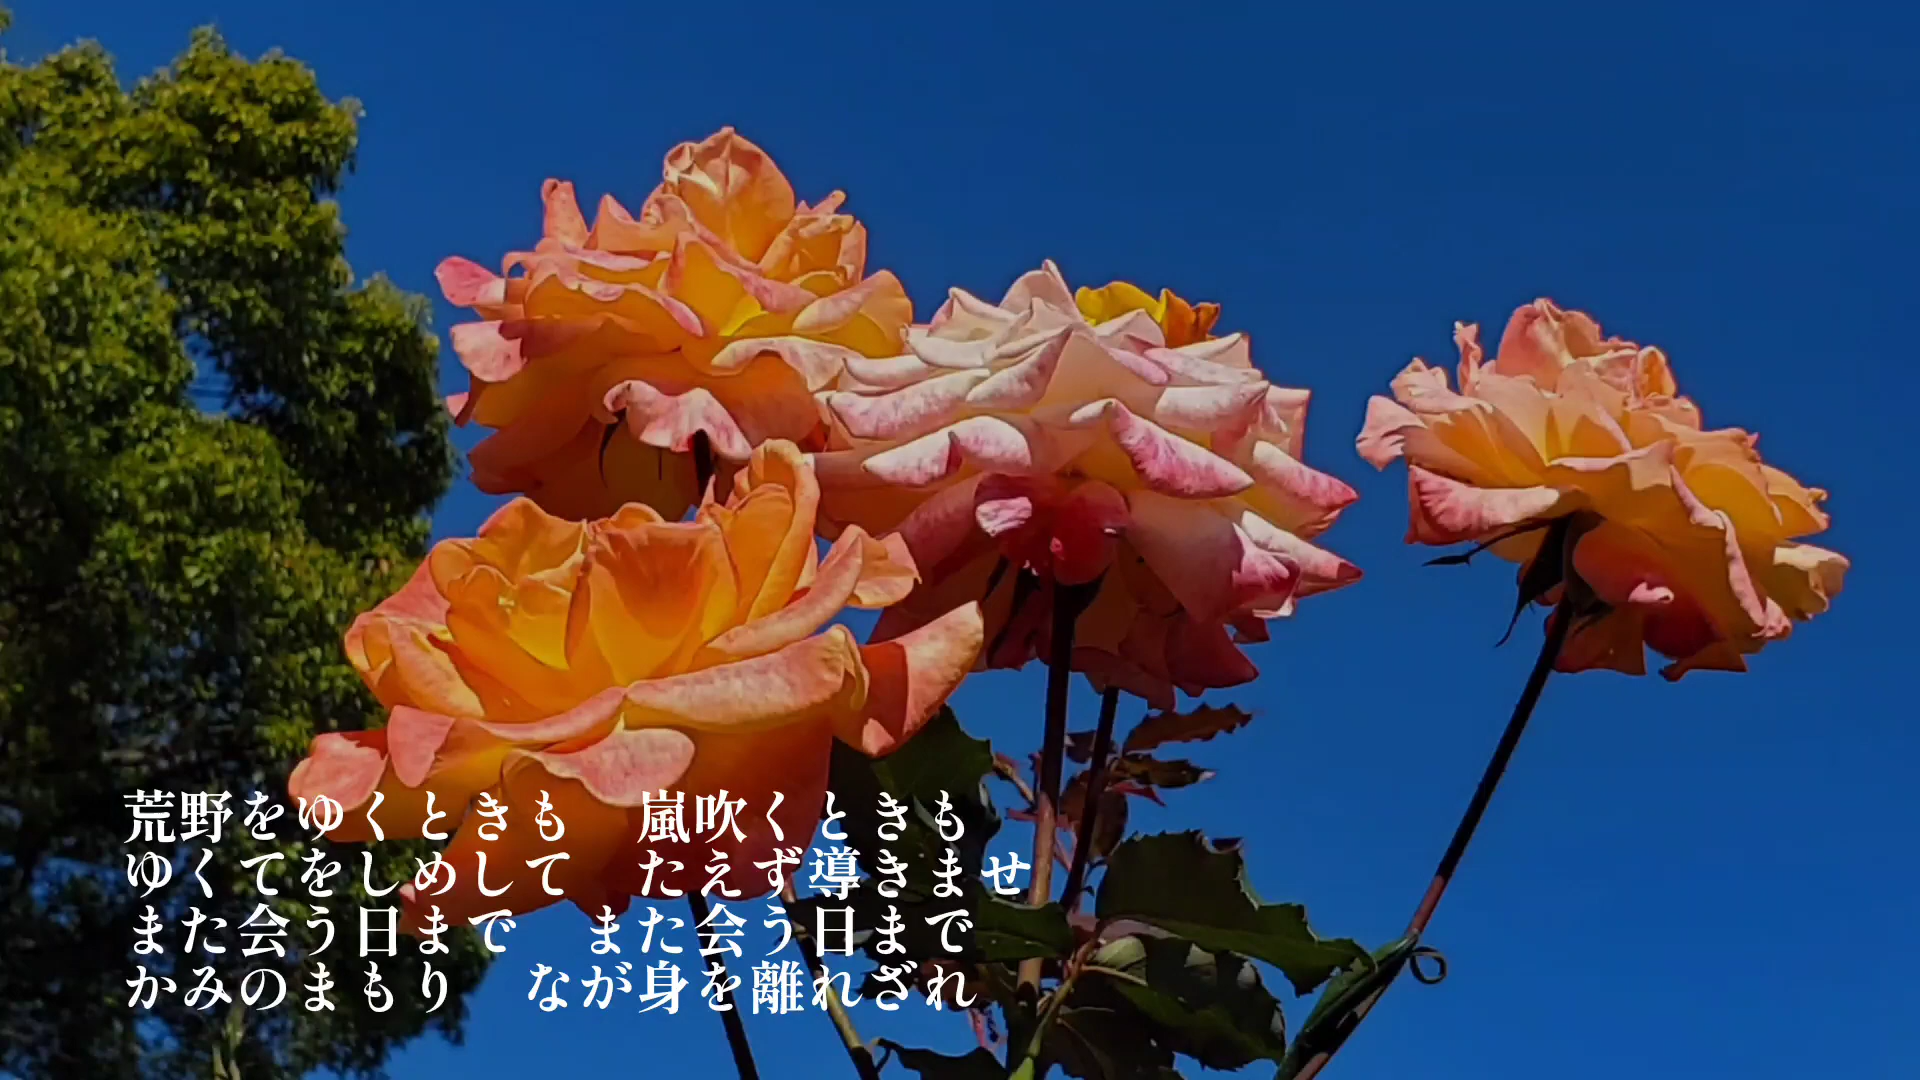 荒野をゆくときも　嵐吹くときも
ゆくてをしめして　たえず導きませ
また会う日まで　また会う日まで
かみのまもり　なが身を離れざれ